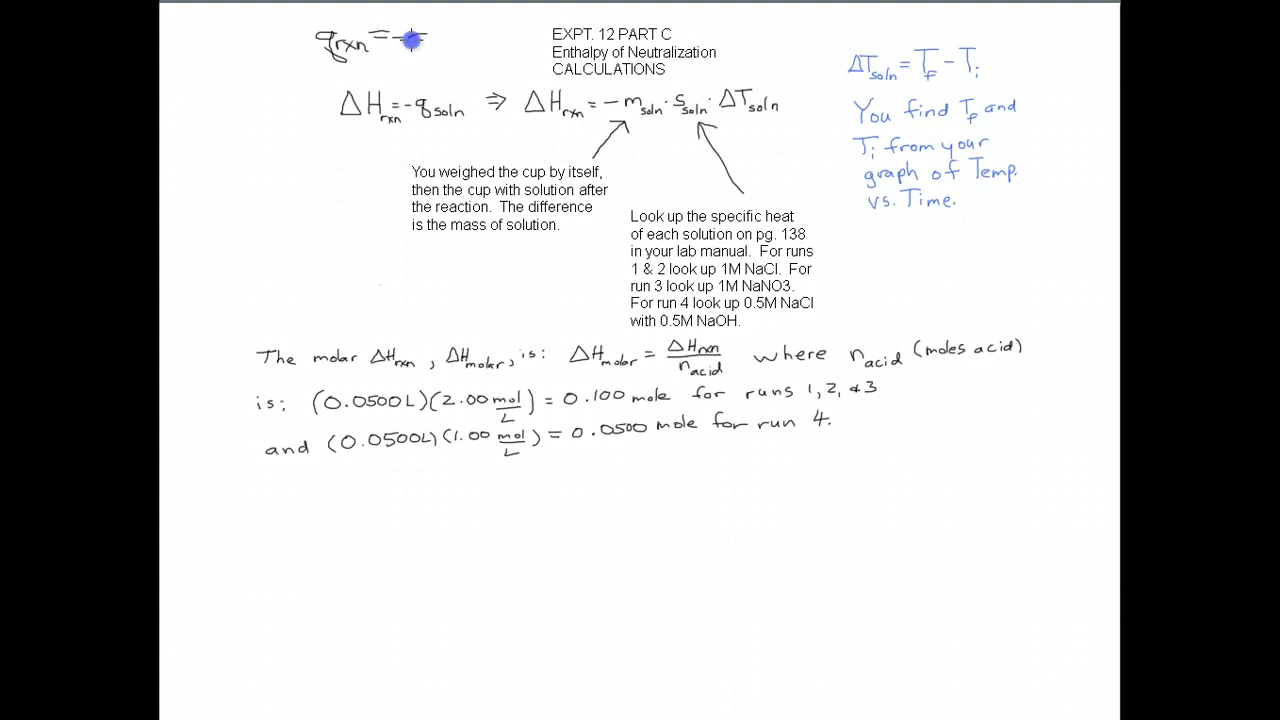 q_rxn = -
EXPT. 12 PART C
Enthalpy of Neutralization
CALCULATIONS
ΔH_rxn = -q_soln ⇒ ΔH_rxn = -m_soln · s_soln · ΔT_soln
You weighed the cup by itself,
then the cup with solution after
the reaction. The difference
is the mass of solution.
Look up the specific heat
of each solution on pg. 138
in your lab manual. For runs
1 & 2 look up 1M NaCl. For
run 3 look up 1M NaNO3.
For run 4 look up 0.5M NaCl
with 0.5M NaOH.
ΔT_soln = T_f - T_i
You find T_f and
T_i from your
graph of Temp.
vs. Time.
The molar ΔH_rxn, ΔH_molar, is: ΔH_molar = ΔH_rxn / n_acid where n_acid (moles acid)
is: (0.0500L)(2.00 mol/L) = 0.100 mole for runs 1, 2, & 3
and (0.0500L)(1.00 mol/L) = 0.0500 mole for run 4.